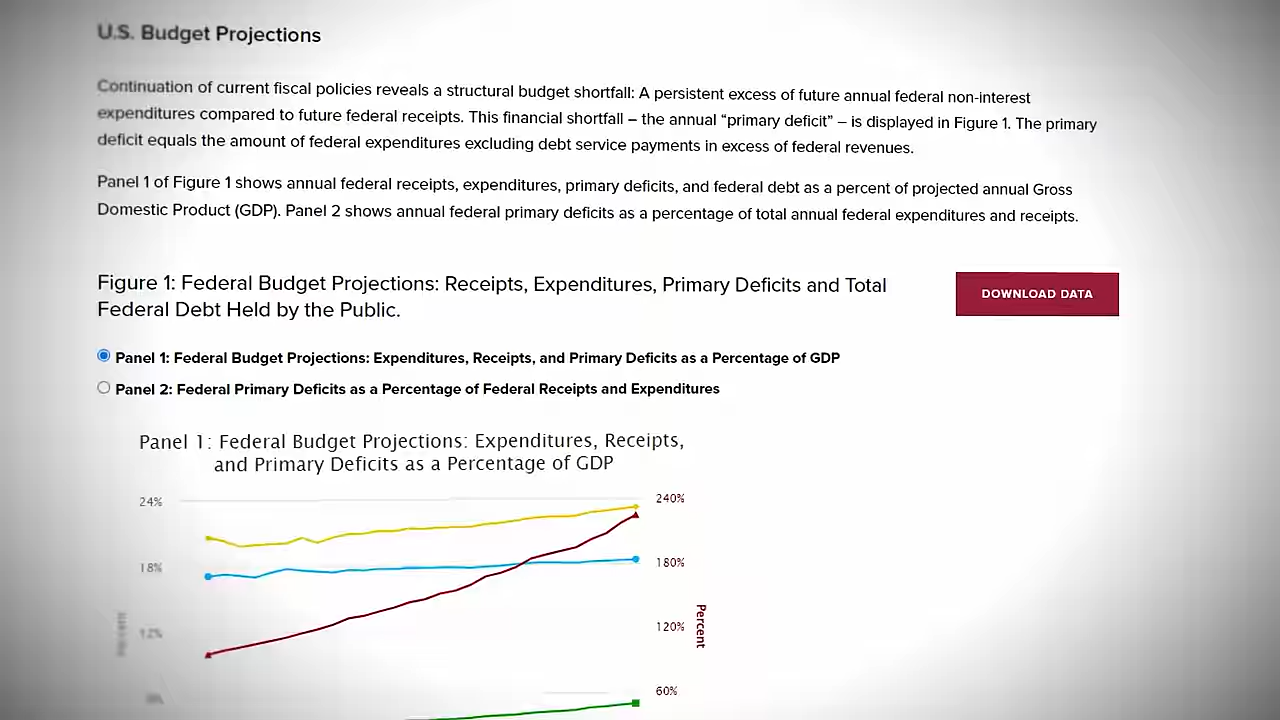 U.S. Budget Projections
Continuation of current fiscal policies reveals a structural budget shortfall: A persistent excess of future annual federal non-interest
expenditures compared to future federal receipts. This financial shortfall – the annual “primary deficit” – is displayed in Figure 1. The primary
deficit equals the amount of federal expenditures excluding debt service payments in excess of federal revenues.
Panel 1 of Figure 1 shows annual federal receipts, expenditures, primary deficits, and federal debt as a percent of projected annual Gross
Domestic Product (GDP). Panel 2 shows annual federal primary deficits as a percentage of total annual federal expenditures and receipts.
Figure 1: Federal Budget Projections: Receipts, Expenditures, Primary Deficits and Total
Federal Debt Held by the Public.
DOWNLOAD DATA
Panel 1: Federal Budget Projections: Expenditures, Receipts, and Primary Deficits as a Percentage of GDP
Panel 2: Federal Primary Deficits as a Percentage of Federal Receipts and Expenditures
Panel 1: Federal Budget Projections: Expenditures, Receipts,
and Primary Deficits as a Percentage of GDP
24%
240%
18%
180%
12%
120%
Percent
60%